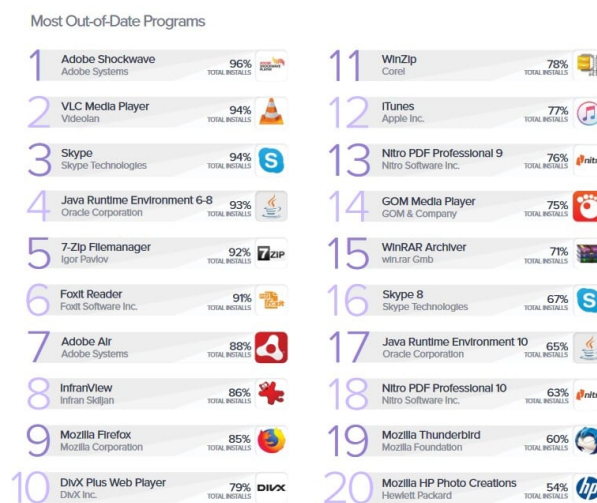 Most Out-of-Date Programs
1 Adobe Shockwave 96%
Adobe Systems TOTAL INSTALLS
2 VLC Media Player 94%
Videolan TOTAL INSTALLS
3 Skype 94%
Skype Technologies TOTAL INSTALLS
4 Java Runtime Environment 6-8 93%
Oracle Corporation TOTAL INSTALLS
5 7-Zip Filemanager 92% 7ZIP
Igor Pavlov TOTAL INSTALLS
6 Foxit Reader 91%
Foxit Software Inc. TOTAL INSTALLS
7 Adobe Air 88%
Adobe Systems TOTAL INSTALLS
8 InfranView 86%
Infran Skiljan TOTAL INSTALLS
9 Mozilla Firefox 85%
Mozilla Corporation TOTAL INSTALLS
10 DivX Plus Web Player 79% DIVX
DivX Inc. TOTAL INSTALLS
11 WinZip 78%
Corel TOTAL INSTALLS
12 iTunes 77%
Apple Inc. TOTAL INSTALLS
13 Nitro PDF Professional 9 76% nitro
Nitro Software Inc. TOTAL INSTALLS
14 GOM Media Player 75%
GOM & Company TOTAL INSTALLS
15 WinRAR Archiver 71%
win.rar Gmb TOTAL INSTALLS
16 Skype 8 67%
Skype Technologies TOTAL INSTALLS
17 Java Runtime Environment 10 65%
Oracle Corporation TOTAL INSTALLS
18 Nitro PDF Professional 10 63% nitro
Nitro Software Inc. TOTAL INSTALLS
19 Mozilla Thunderbird 60%
Mozilla Foundation TOTAL INSTALLS
20 Mozilla HP Photo Creations 54% hp
Hewlett Packard TOTAL INSTALLS